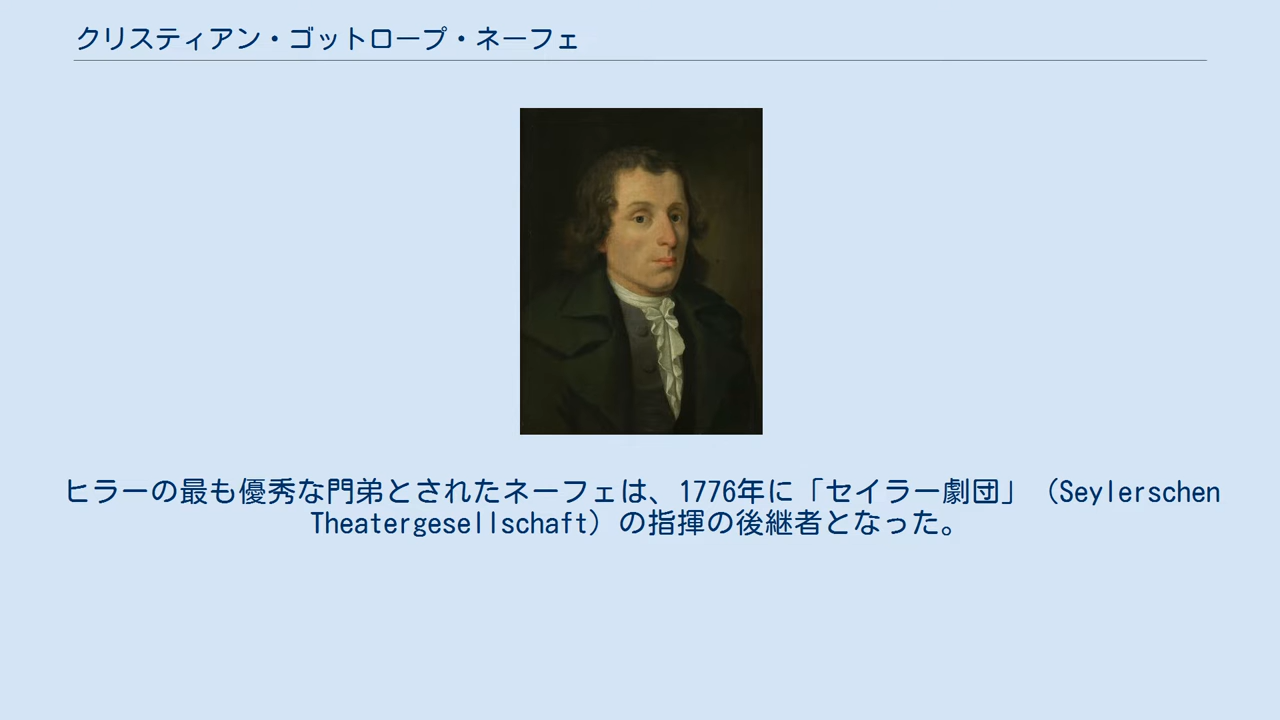 クリスティアン・ゴットロープ・ネーフェ
ヒラーの最も優秀な門弟とされたネーフェは、1776年に「セイラー劇団」（Seylerschen
Theatergesellschaft）の指揮の後継者となった。